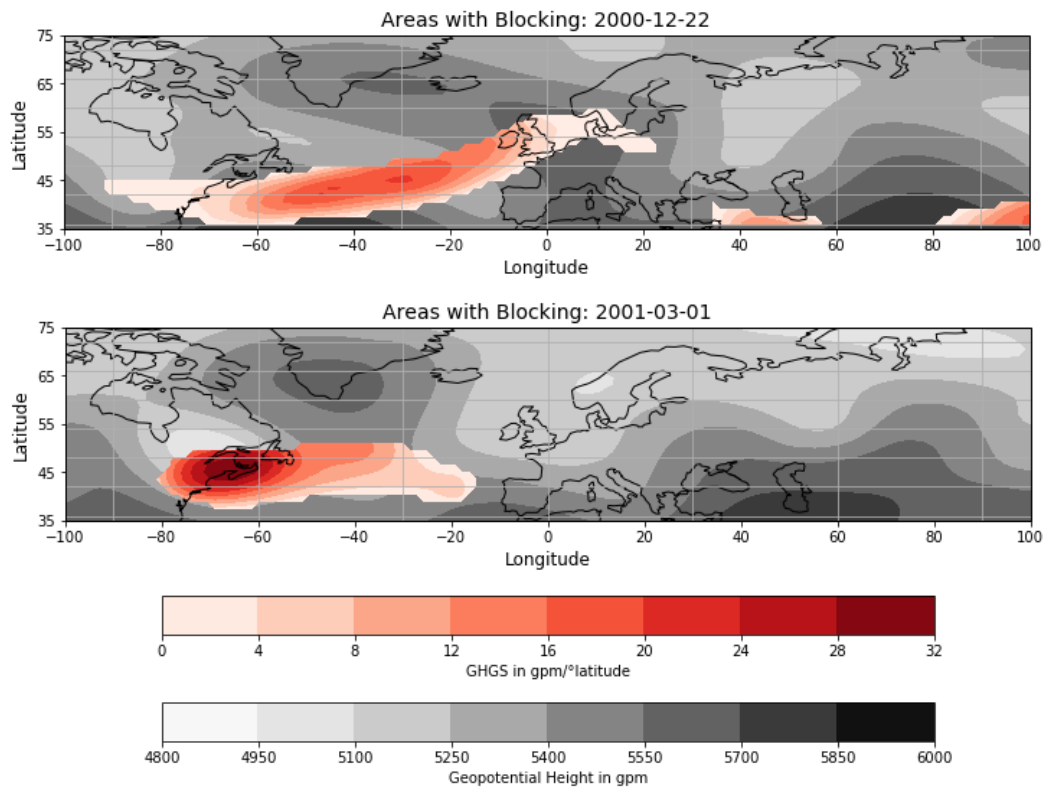 Areas with Blocking: 2000-12-22
75
65
55
45
35
Latitude
−100 −80 −60 −40 −20 0 20 40 60 80 100
Longitude
Areas with Blocking: 2001-03-01
75
65
55
45
35
Latitude
−100 −80 −60 −40 −20 0 20 40 60 80 100
Longitude
0 4 8 12 16 20 24 28 32
GHGS in gpm/°latitude
4800 4950 5100 5250 5400 5550 5700 5850 6000
Geopotential Height in gpm